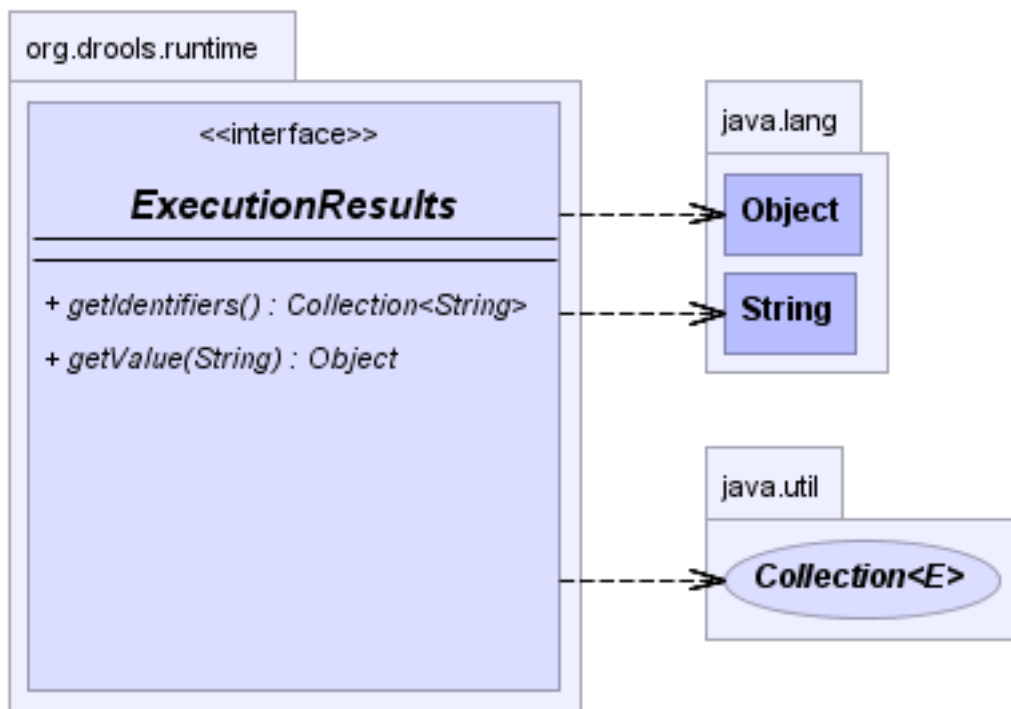 org.drools.runtime
<<interface>>
ExecutionResults
+ getIdentifiers() : Collection<String>
+ getValue(String) : Object
java.lang
Object
String
java.util
Collection<E>